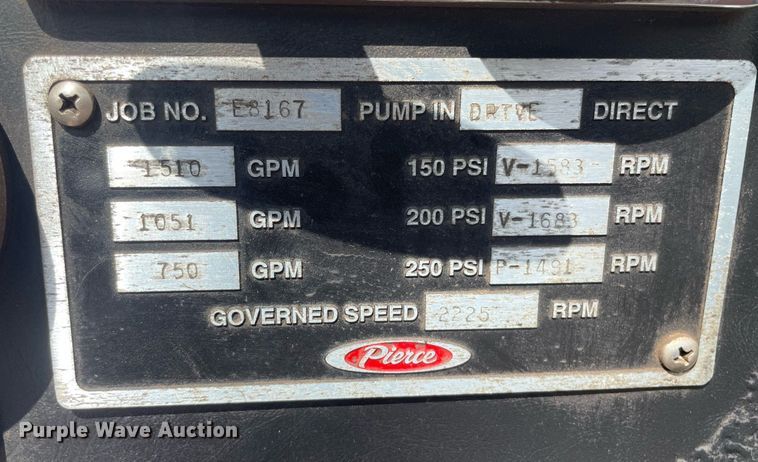 JOB NO. E8167 PUMP IN DRIVE DIRECT
1510 GPM 150 PSI V-1583 RPM
1051 GPM 200 PSI V-1683 RPM
750 GPM 250 PSI P-1491 RPM
GOVERNED SPEED 2225 RPM
Pierce
Purple Wave Auction